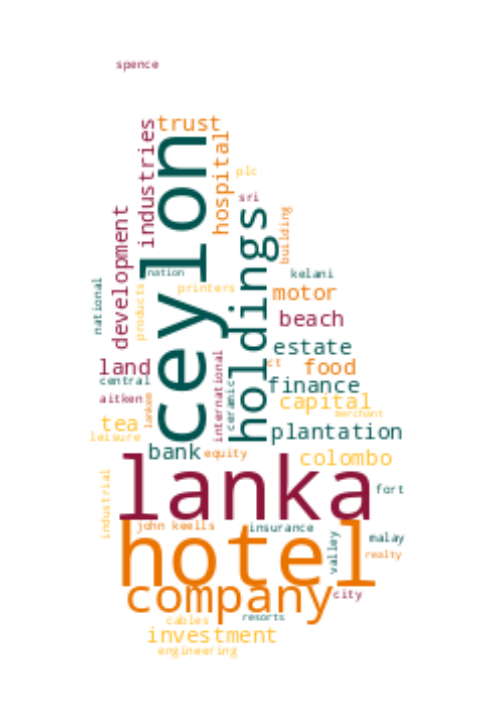 spence
trust
industries
hospital
ceylon
plc
sri
development
holdings
building
nation
kelani
national
products
printers
motor
beach
estate
land
international
ct
food
central
ceramic
finance
aitken
lankem
capital
merchant
tea
leisure
plantation
bank
equity
colombo
lanka
industrial
fort
john keells
insurance
hotel
valley
malay
realty
company
city
cables
resorts
investment
engineering